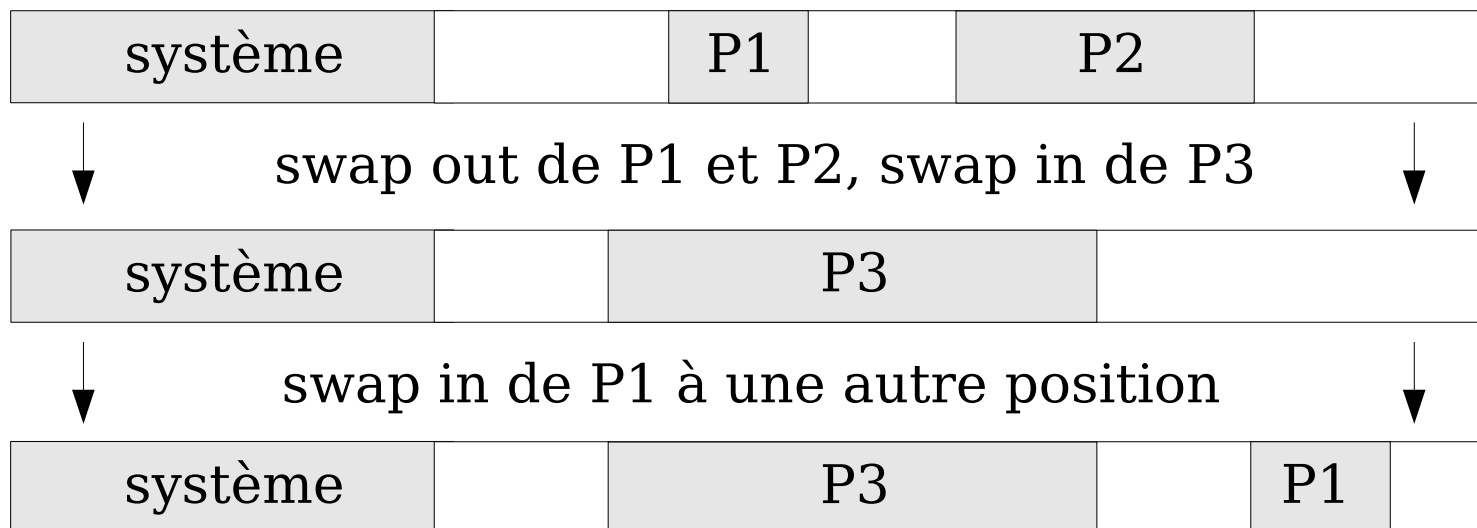 système P1 P2
swap out de P1 et P2, swap in de P3
système P3
swap in de P1 à une autre position
système P3 P1